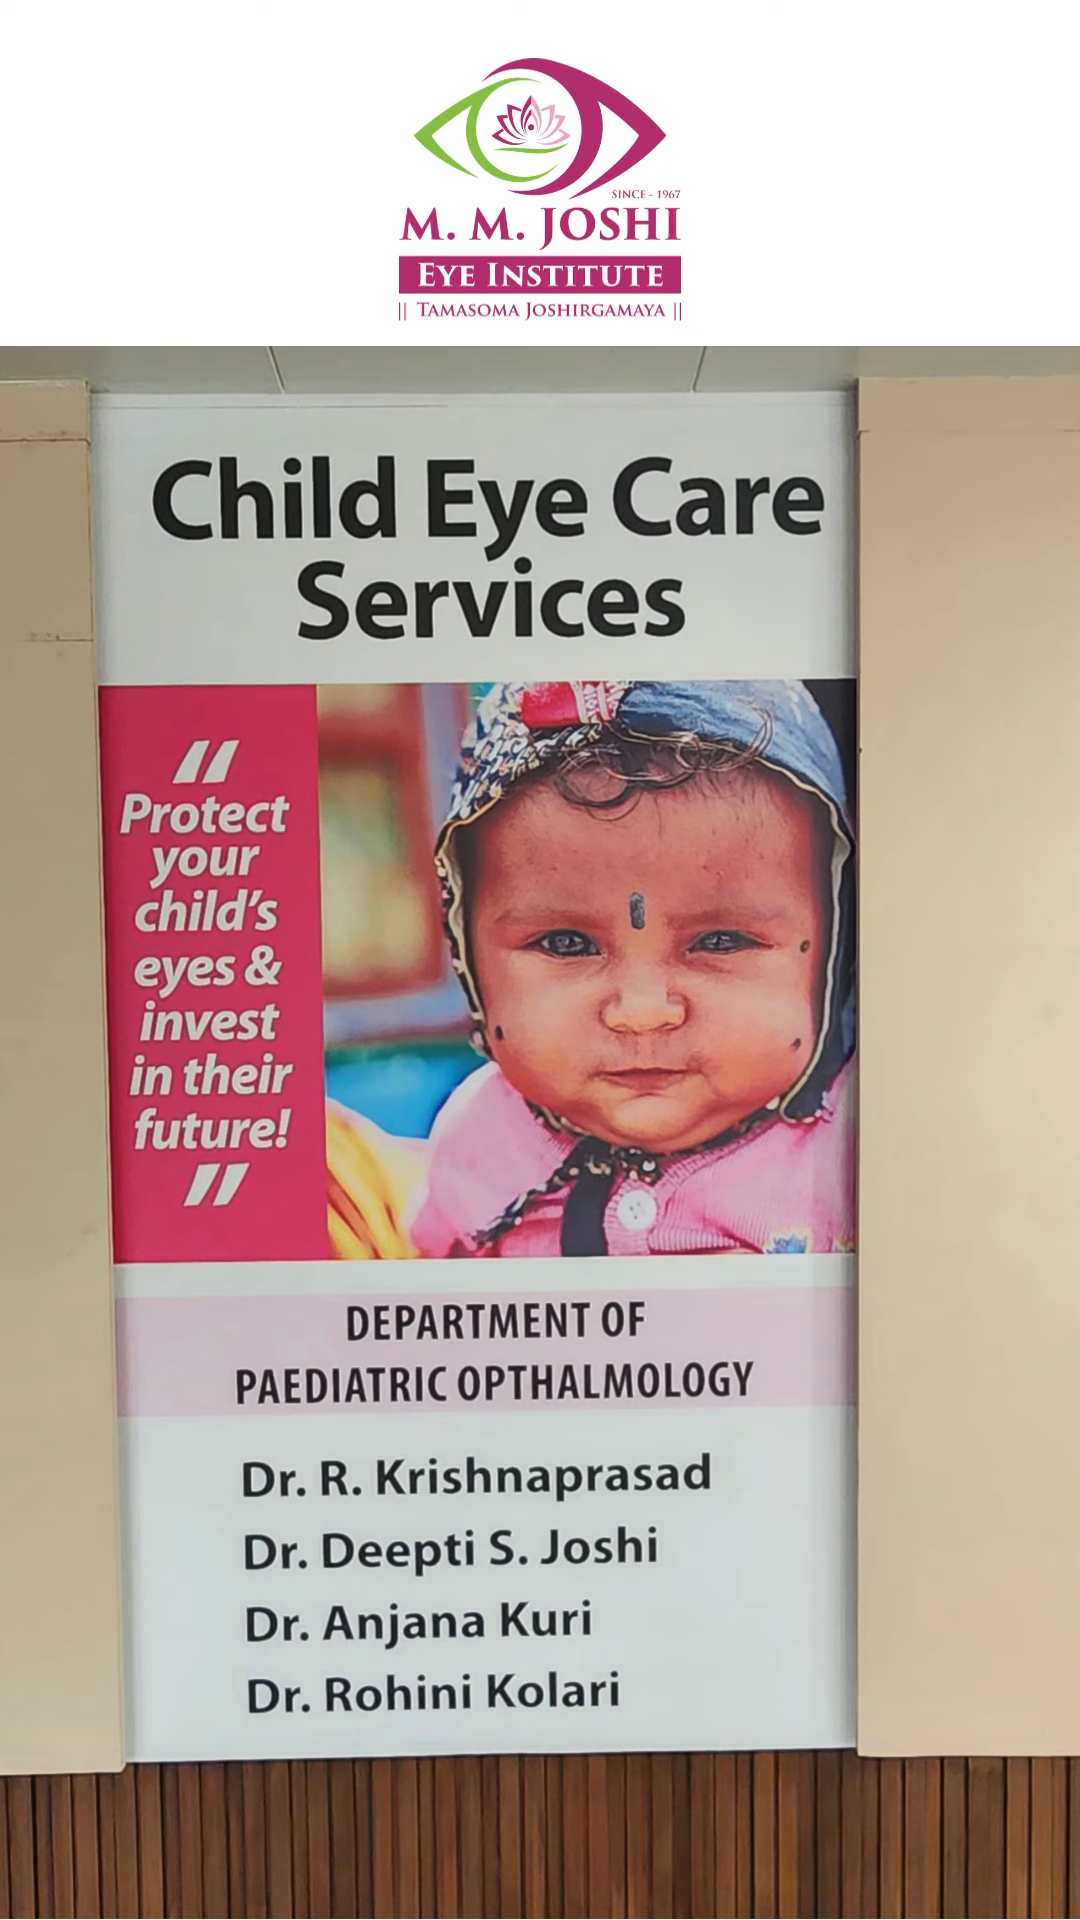 SINCE - 1967
M. M. JOSHI
EYE INSTITUTE
|| TAMASOMA JOSHIRGAMAYA ||
Child Eye Care
Services
"
Protect
your
child's
eyes &
invest
in their
future!
"
DEPARTMENT OF
PAEDIATRIC OPTHALMOLOGY
Dr. R. Krishnaprasad
Dr. Deepti S. Joshi
Dr. Anjana Kuri
Dr. Rohini Kolari